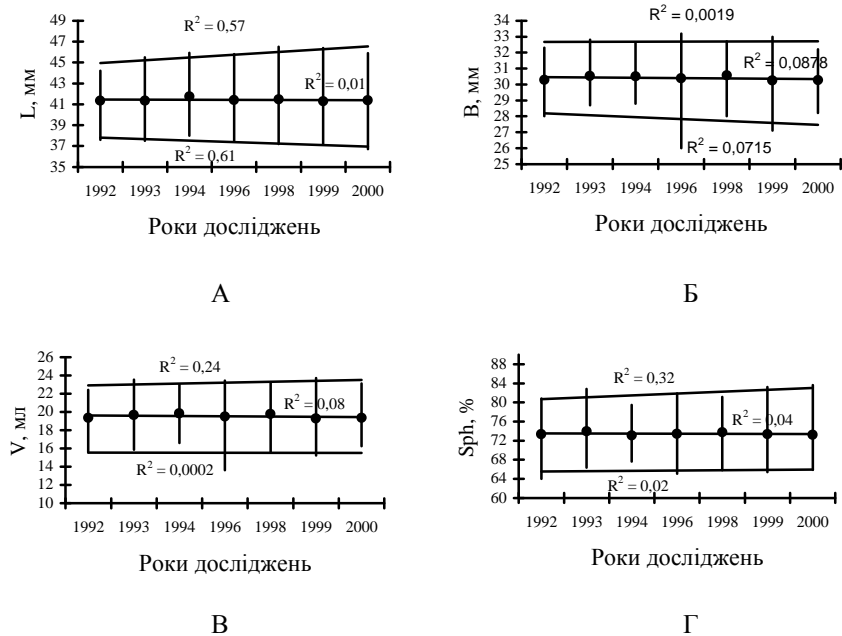 49
47
45
43
41
39
37
35
L, мм
R² = 0,57
R² = 0,01
R² = 0,61
1992 1993 1994 1996 1998 1999 2000
Роки досліджень
А
34
33
32
31
30
29
28
27
26
25
В, мм
R² = 0,0019
R² = 0,0878
R² = 0,0715
1992 1993 1994 1996 1998 1999 2000
Роки досліджень
Б
26
24
22
20
18
16
14
12
10
V, мл
R² = 0,24
R² = 0,08
R² = 0,0002
1992 1993 1994 1996 1998 1999 2000
Роки досліджень
В
88
84
80
76
72
68
64
60
Sph, %
R² = 0,32
R² = 0,04
R² = 0,02
1992 1993 1994 1996 1998 1999 2000
Роки досліджень
Г